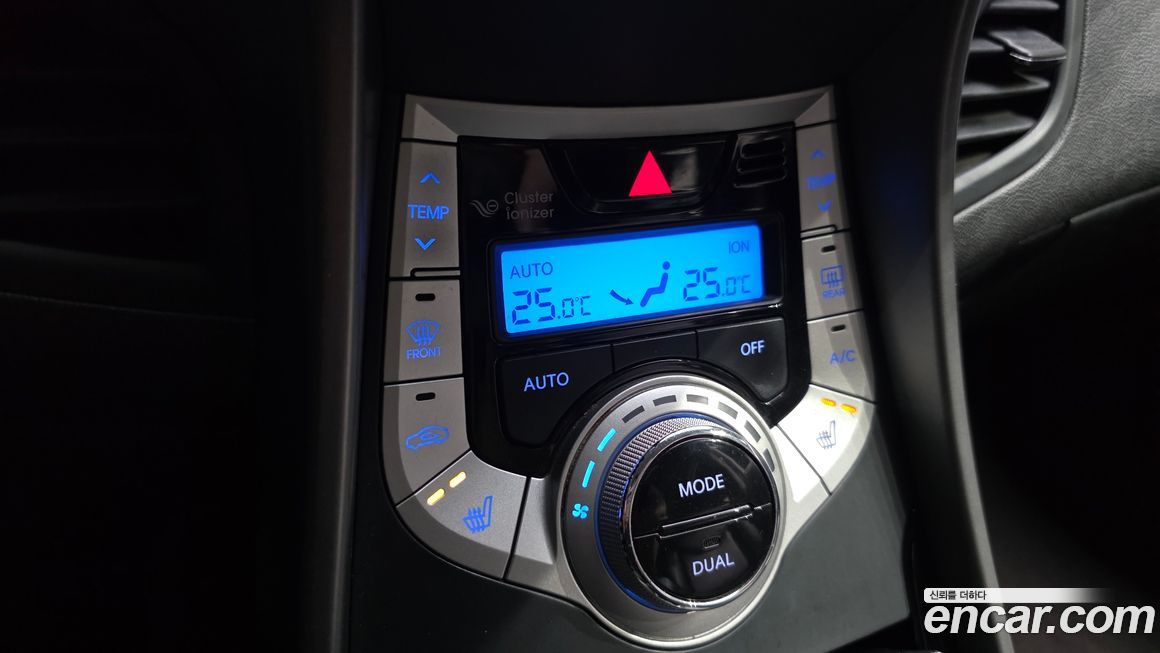 Cluster
ionizer
TEMP
TEMP
AUTO
ION
25.0°C
25.0°C
FRONT
REAR
AUTO
OFF
A/C
MODE
DUAL
신뢰를 더하다
encar.com